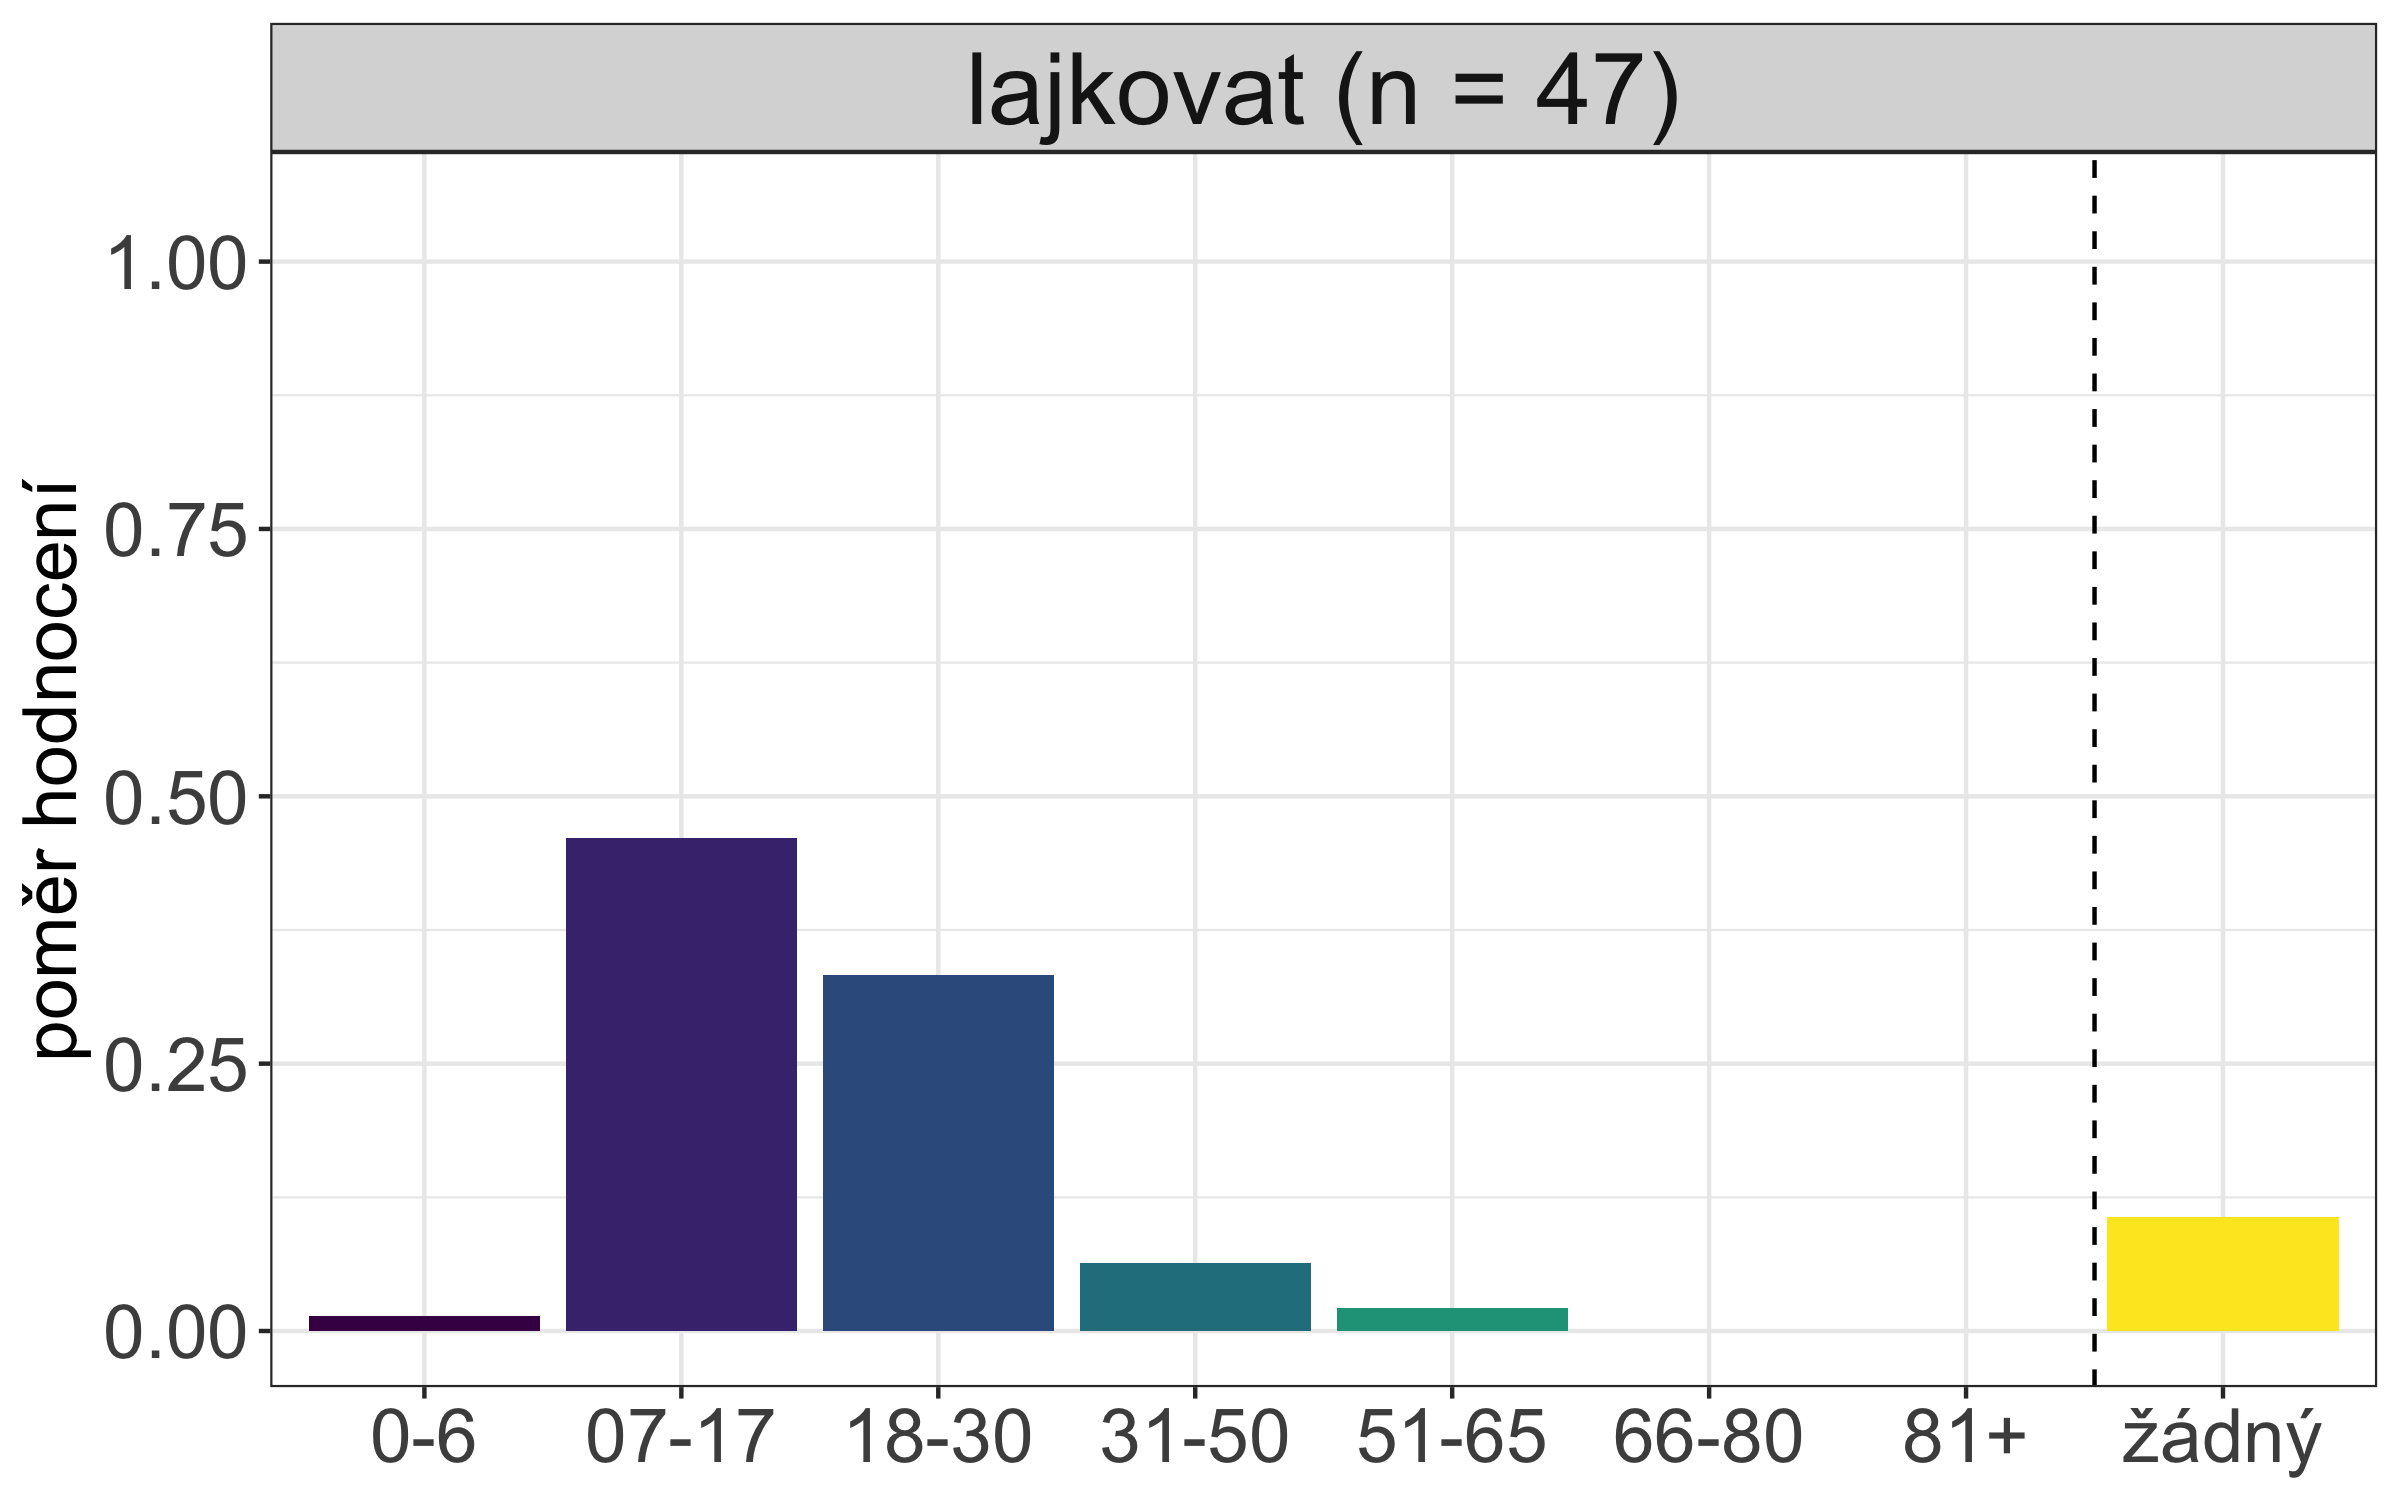 lajkovat (n = 47)
poměr hodnocení
1.00
0.75
0.50
0.25
0.00
0-6 07-17 18-30 31-50 51-65 66-80 81+ žádný